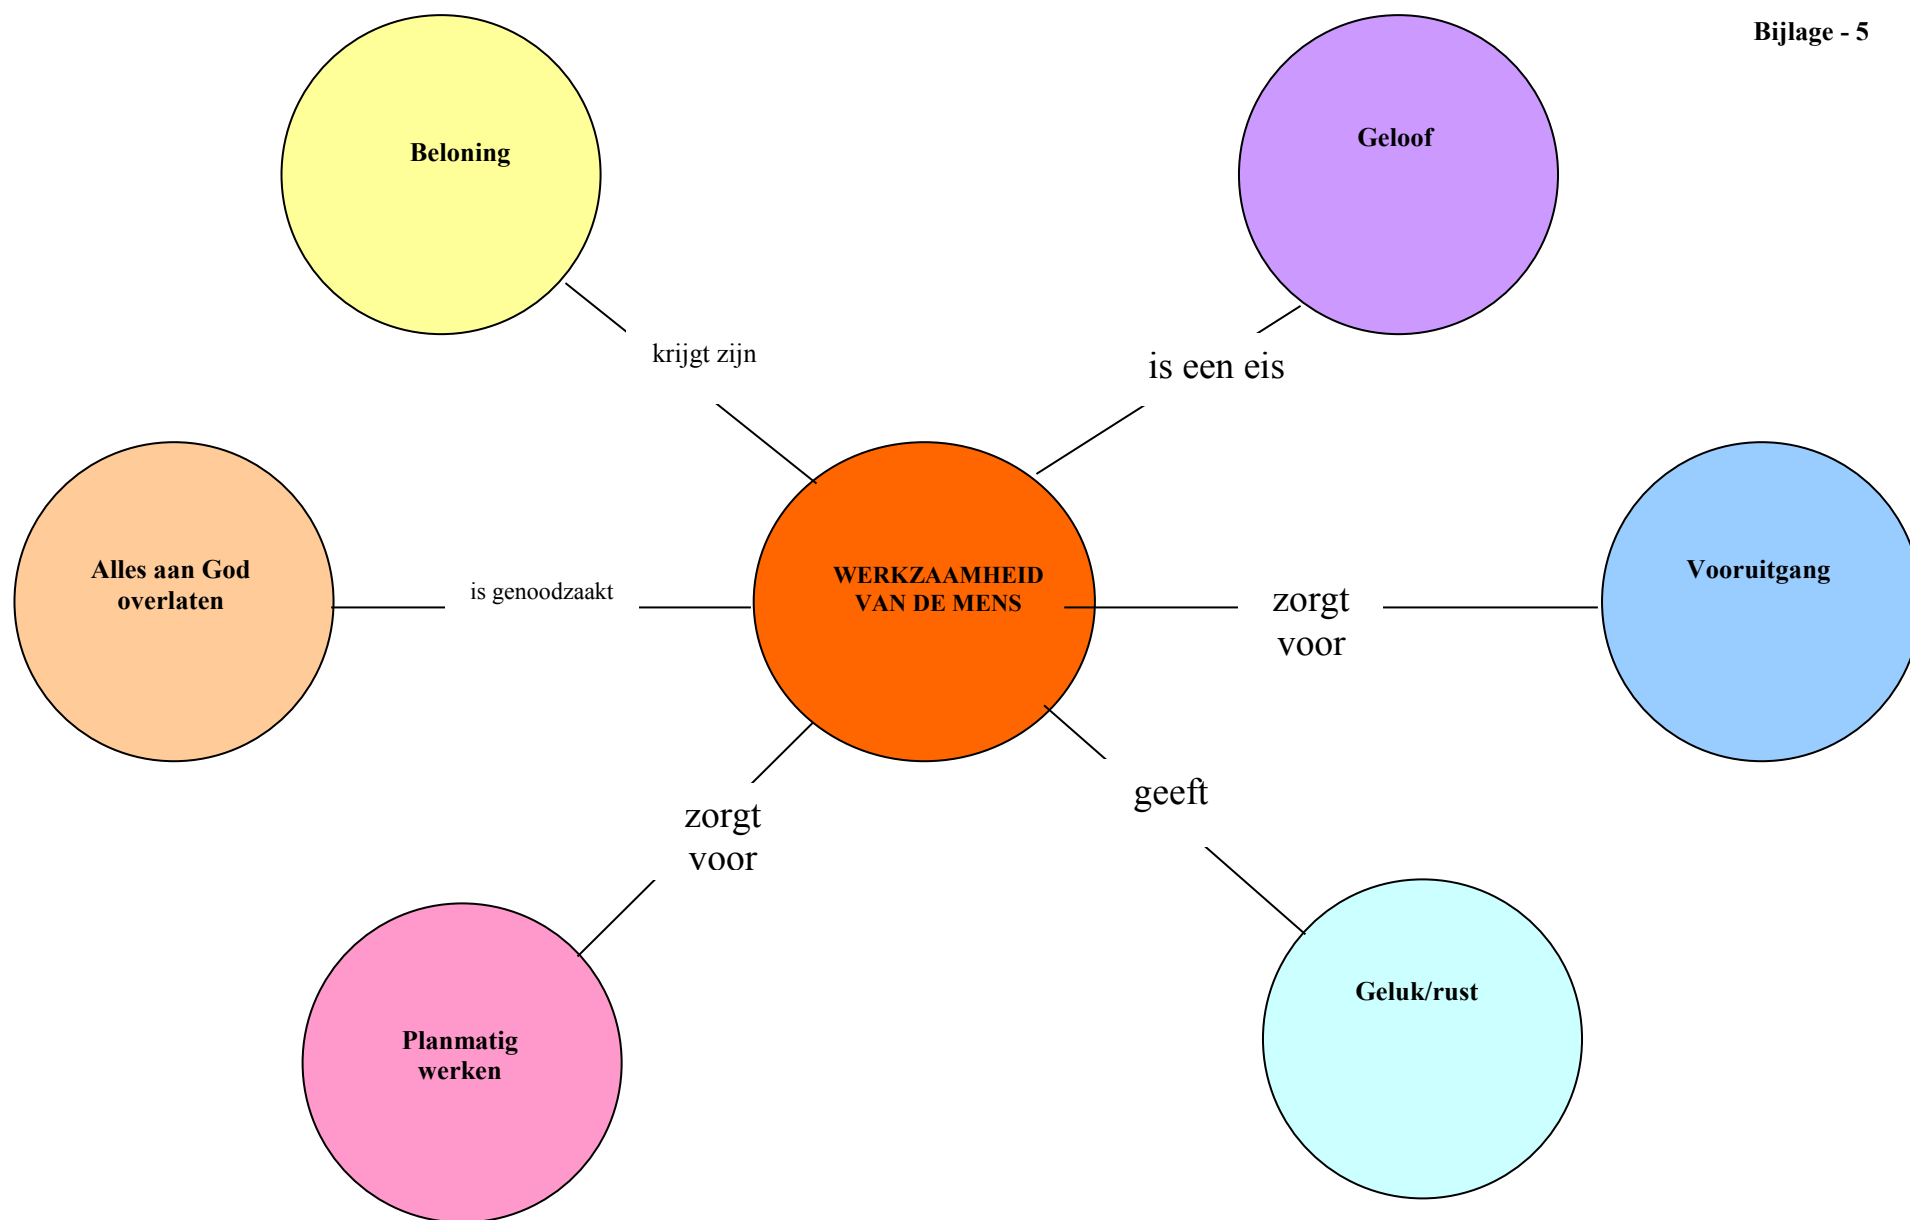 Bijlage - 5
Beloning
Geloof
krijgt zijn
is een eis
Alles aan God
overlaten
is genoodzaakt
WERKZAAMHEID
VAN DE MENS
zorgt
voor
Vooruitgang
zorgt
voor
geeft
Planmatig
werken
Geluk/rust